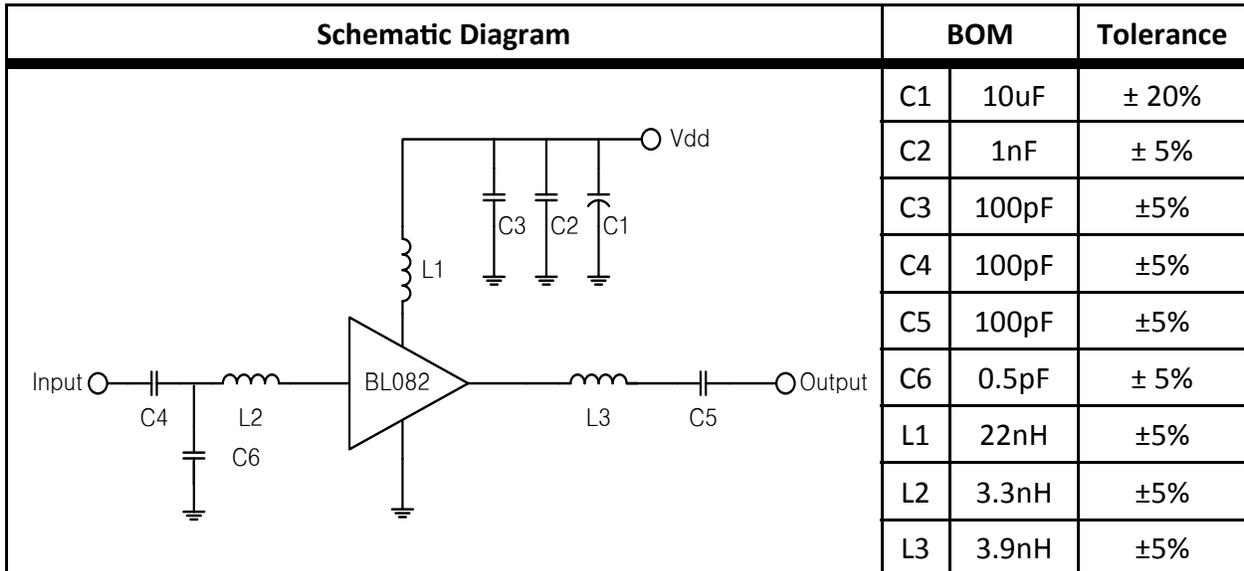 Schematic Diagram BOM Tolerance
C1 10uF ± 20%
C2 1nF ± 5%
C3 100pF ±5%
C4 100pF ±5%
C5 100pF ±5%
C6 0.5pF ± 5%
L1 22nH ±5%
L2 3.3nH ±5%
L3 3.9nH ±5%
Vdd
C3 C2 C1
L1
Input BL082 Output
C4 L2 L3 C5
C6